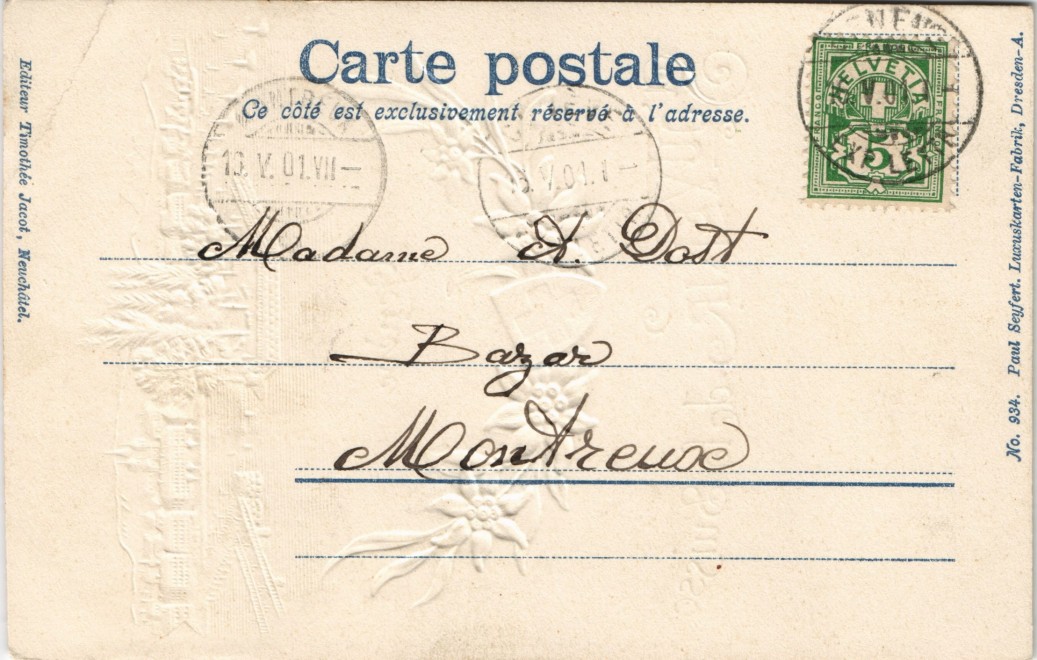 Carte postale
Ce côté est exclusivement réservé à l'adresse.
HELVETIA
5
13. V. 01. VII —
V. 01. I —
Madame A. Dost
Bazar
Montreux
Editeur Timothée Jacot, Neuchâtel.
No. 934. Paul Seyfert. Luxuskarten-Fabrik, Dresden-A.
Suisse